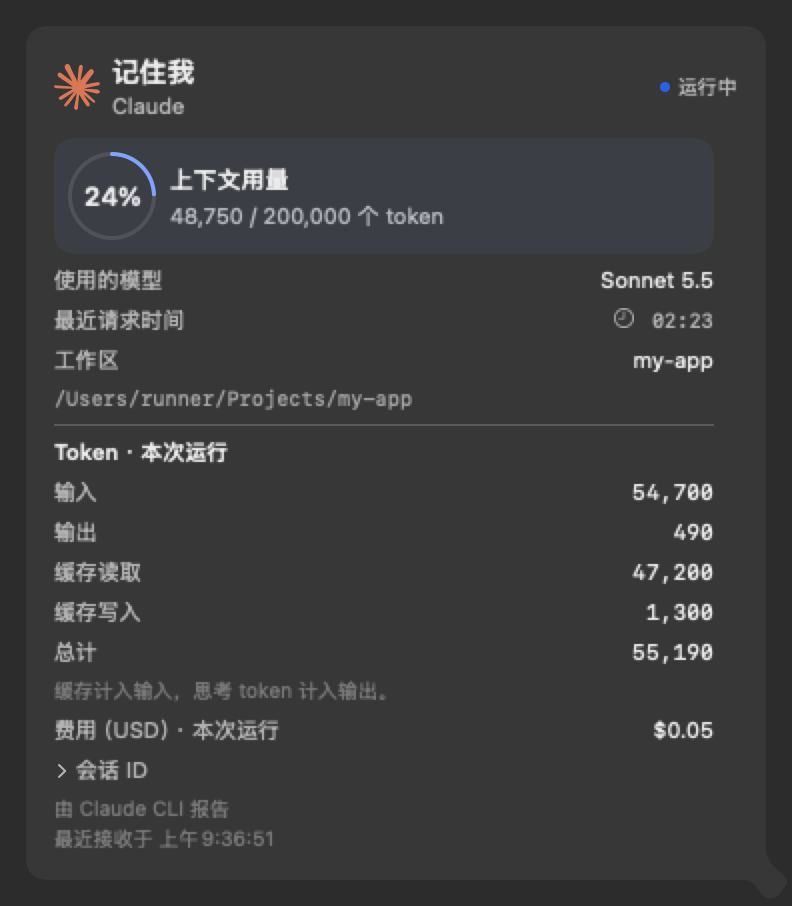 记住我
Claude
运行中
24%
上下文用量
48,750 / 200,000 个 token
使用的模型 Sonnet 5.5
最近请求时间 02:23
工作区 my-app
/Users/runner/Projects/my-app
Token · 本次运行
输入 54,700
输出 490
缓存读取 47,200
缓存写入 1,300
总计 55,190
缓存计入输入，思考 token 计入输出。
费用 (USD) · 本次运行 $0.05
会话 ID
由 Claude CLI 报告
最近接收于 上午9:36:51